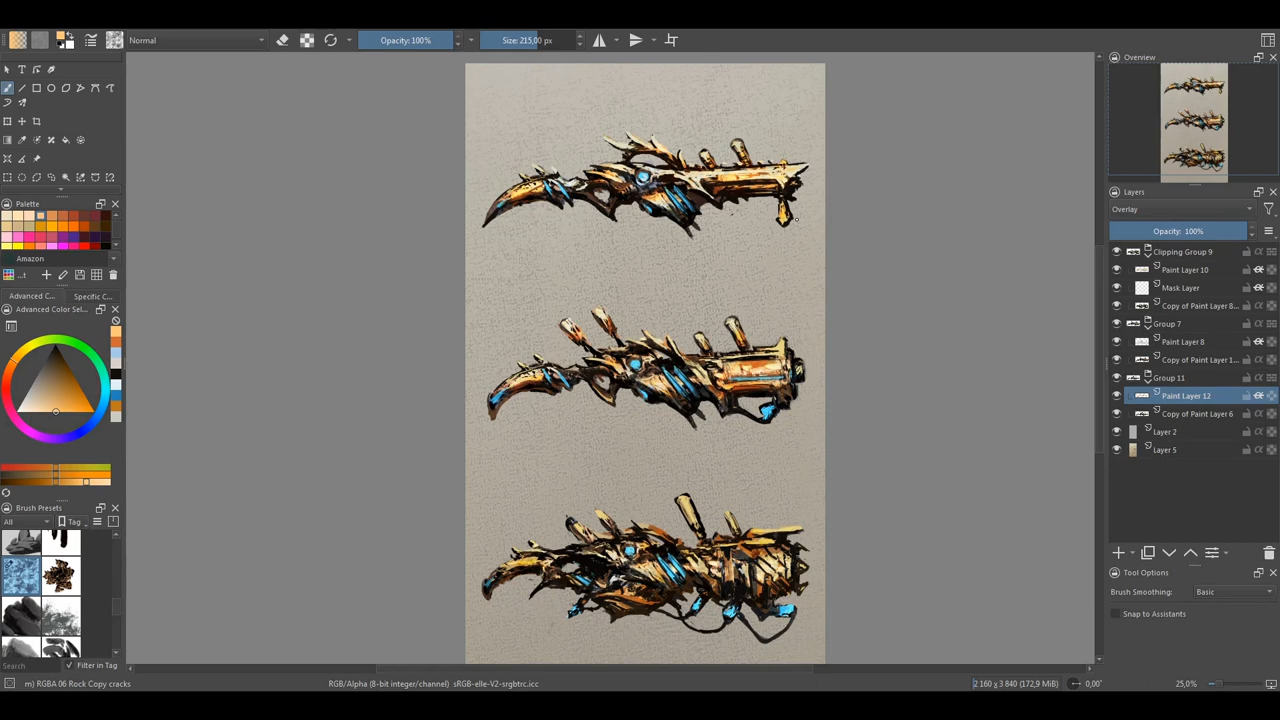 Normal
Opacity: 100%
Size: 215,00 px
Overview
Layers
Overlay
Opacity: 100%
Clipping Group 9
Paint Layer 10
Mask Layer
Copy of Paint Layer 8...
Group 7
Paint Layer 8
Copy of Paint Layer 1...
Group 11
Paint Layer 12
Copy of Paint Layer 6
Layer 2
Layer 5
Tool Options
Brush Smoothing:
Basic
Snap to Assistants
Palette
Amazon
...t
Advanced C...
Specific C...
Advanced Color Sel...
Brush Presets
All
Tag
Search
Filter in Tag
m) RGBA 06 Rock Copy cracks
RGB/Alpha (8-bit integer/channel) sRGB-elle-V2-srgbtrc.icc
2 160 x 3 840 (172,9 MiB)
0,00°
25,0%